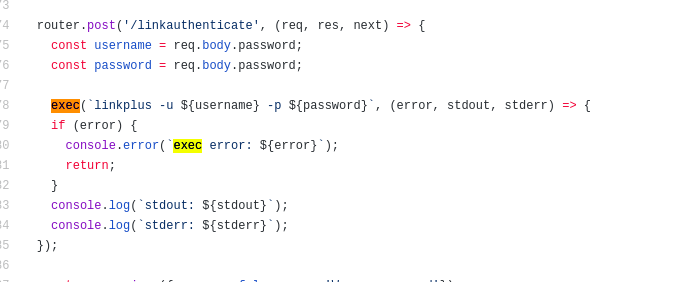 73
74 router.post('/linkauthenticate', (req, res, next) => {
75 const username = req.body.password;
76 const password = req.body.password;
77
78 exec(`linkplus -u ${username} -p ${password}`, (error, stdout, stderr) => {
79 if (error) {
80 console.error(`exec error: ${error}`);
81 return;
82 }
83 console.log(`stdout: ${stdout}`);
84 console.log(`stderr: ${stderr}`);
85 });
86